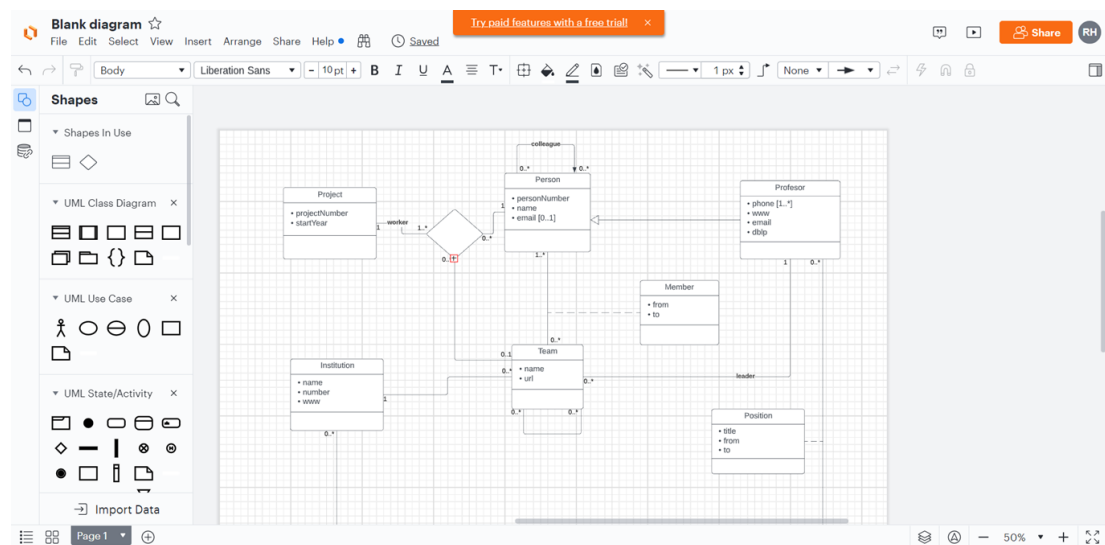 Blank diagram
Try paid features with a free trial! ×
File Edit Select View Insert Arrange Share Help Saved
Share
RH
Body Liberation Sans - 10 pt + B I U A T 1 px None
Shapes
Shapes In Use
UML Class Diagram ×
UML Use Case ×
UML State/Activity ×
Import Data
colleague
0..* 0..*
Person
• personNumber
• name
• email [0..1]
Project
• projectNumber
• startYear
Profesor
• phone [1..*]
• www
• email
• dblp
1 worker 1..*
1
0..*
0..
1..*
1 0..*
Member
• from
• to
0..*
Team
• name
• url
0..1
0..*
0..*
leader
0..* 0..*
Institution
• name
• number
• www
1
0..*
Position
• title
• from
• to
Page 1
50%